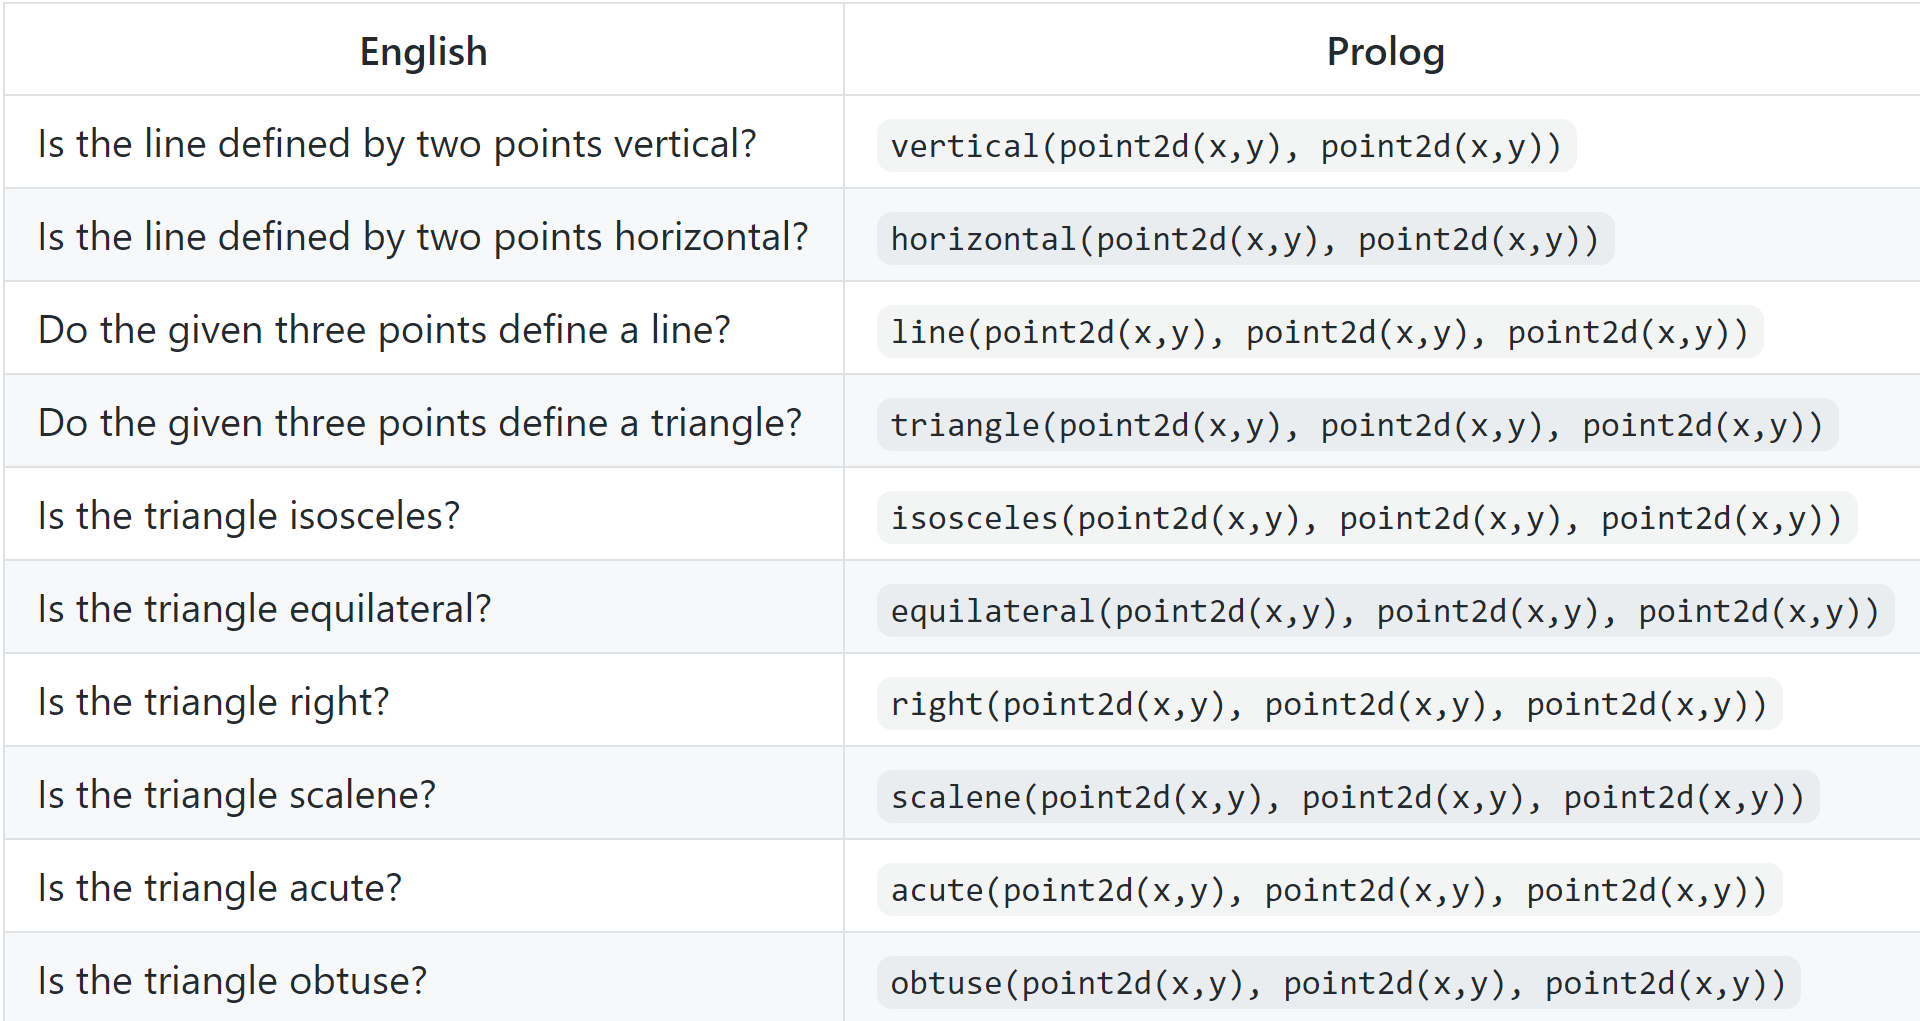 English
Prolog
Is the line defined by two points vertical?
vertical(point2d(x,y), point2d(x,y))
Is the line defined by two points horizontal?
horizontal(point2d(x,y), point2d(x,y))
Do the given three points define a line?
line(point2d(x,y), point2d(x,y), point2d(x,y))
Do the given three points define a triangle?
triangle(point2d(x,y), point2d(x,y), point2d(x,y))
Is the triangle isosceles?
isosceles(point2d(x,y), point2d(x,y), point2d(x,y))
Is the triangle equilateral?
equilateral(point2d(x,y), point2d(x,y), point2d(x,y))
Is the triangle right?
right(point2d(x,y), point2d(x,y), point2d(x,y))
Is the triangle scalene?
scalene(point2d(x,y), point2d(x,y), point2d(x,y))
Is the triangle acute?
acute(point2d(x,y), point2d(x,y), point2d(x,y))
Is the triangle obtuse?
obtuse(point2d(x,y), point2d(x,y), point2d(x,y))